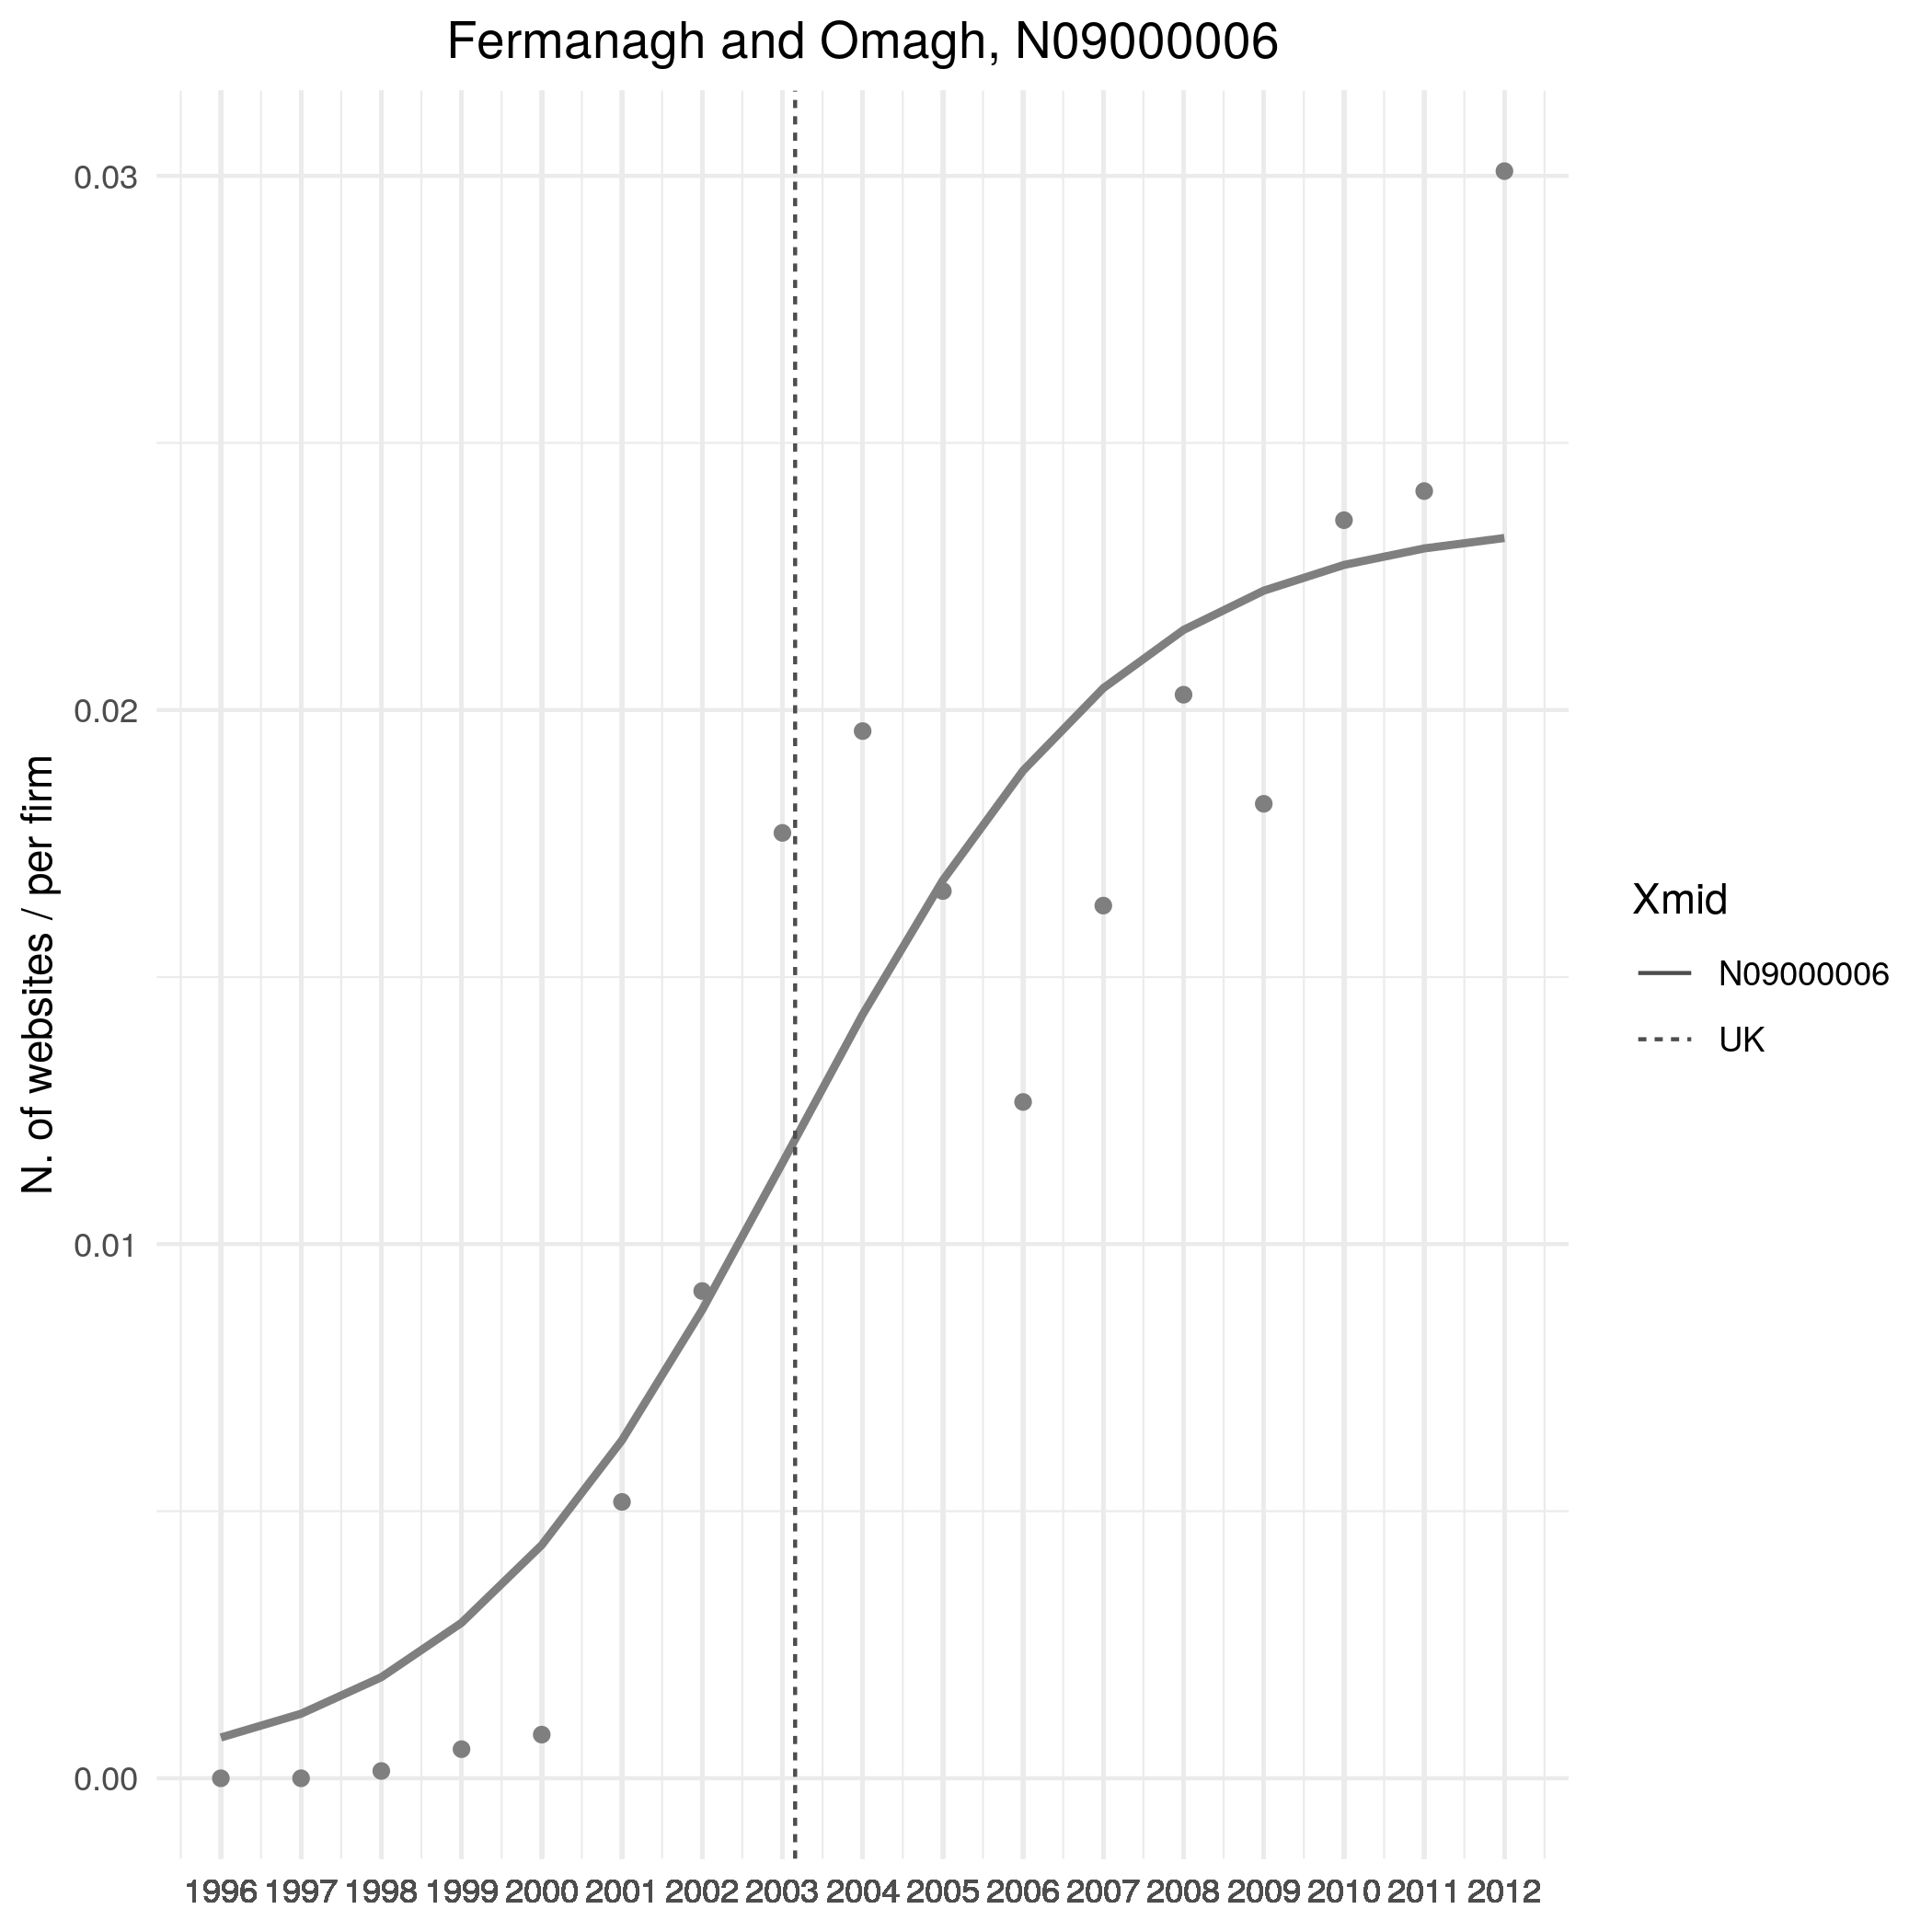 Fermanagh and Omagh, N09000006
N. of websites / per firm
0.03
0.02
0.01
0.00
1996 1997 1998 1999 2000 2001 2002 2003 2004 2005 2006 2007 2008 2009 2010 2011 2012
Xmid
N09000006
UK